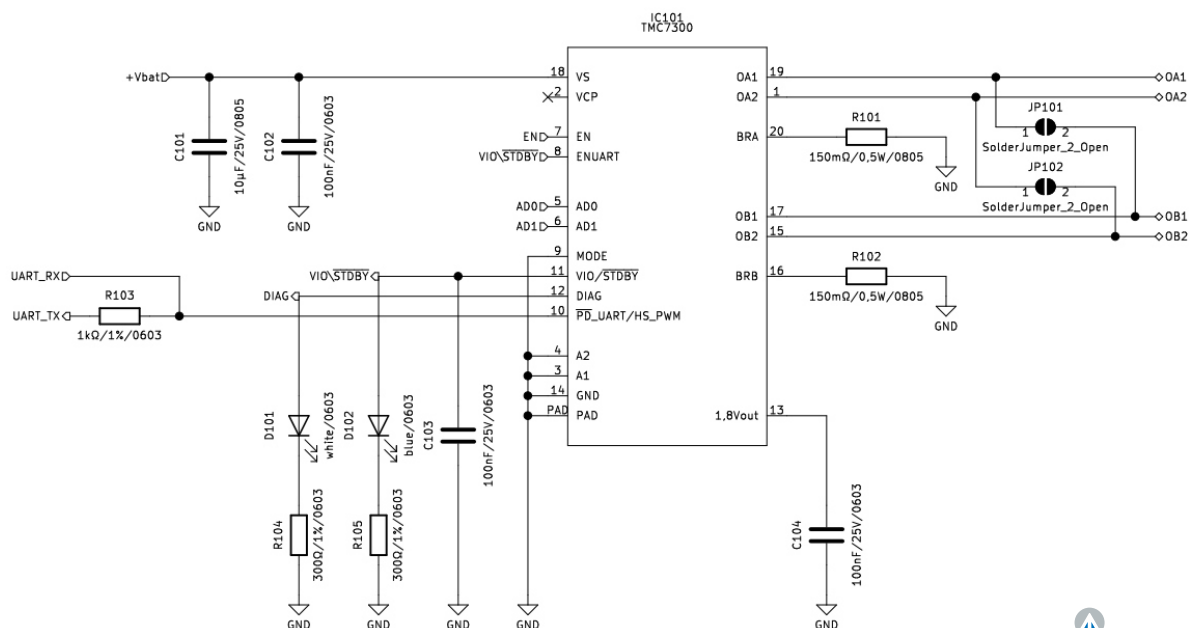 IC101
TMC7300
+Vbat
18 VS
2 VCP
7 EN
EN
8 ENUART
VIO\STDBY
5 AD0
AD0
6 AD1
AD1
9 MODE
11 VIO/STDBY
VIO\STDBY
12 DIAG
DIAG
10 PD_UART/HS_PWM
4 A2
3 A1
14 GND
PAD PAD
OA1 19
OA2 1
BRA 20
OB1 17
OB2 15
BRB 16
1,8Vout 13
C101
10µF/25V/0805
GND
C102
100nF/25V/0603
GND
UART_RX
UART_TX
R103
1kΩ/1%/0603
D101
white/0603
R104
300Ω/1%/0603
GND
D102
blue/0603
R105
300Ω/1%/0603
GND
C103
100nF/25V/0603
GND
GND
R101
150mΩ/0,5W/0805
GND
R102
150mΩ/0,5W/0805
GND
JP101
1 2
SolderJumper_2_Open
JP102
1 2
SolderJumper_2_Open
OA1
OA2
OB1
OB2
C104
100nF/25V/0603
GND